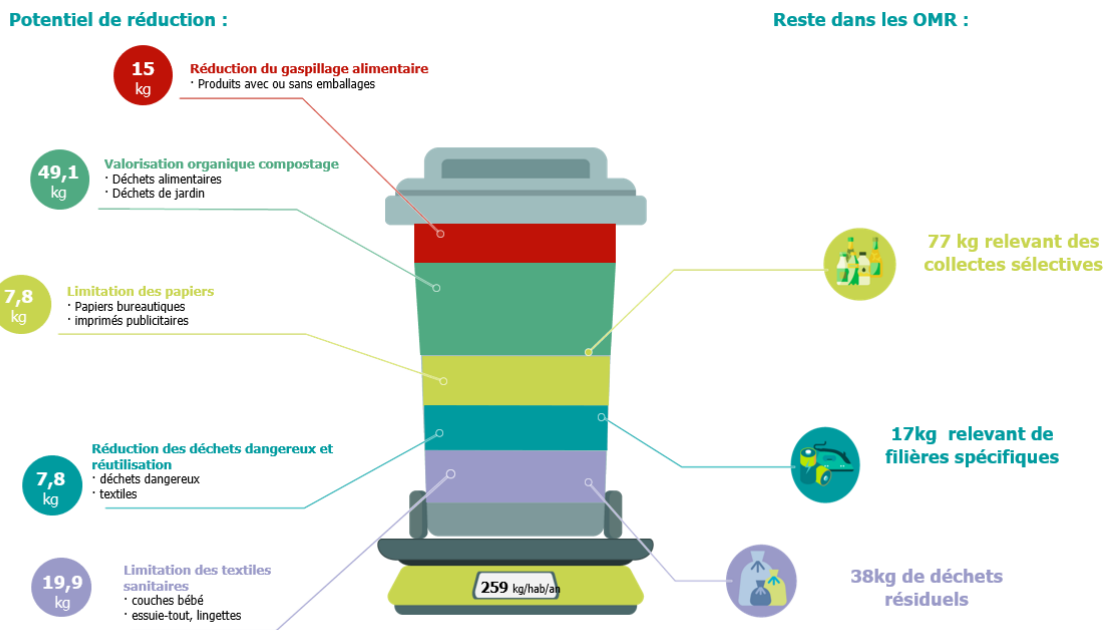 Potentiel de réduction :
Reste dans les OMR :
15
kg
Réduction du gaspillage alimentaire
· Produits avec ou sans emballages
49,1
kg
Valorisation organique compostage
· Déchets alimentaires
· Déchets de jardin
7,8
kg
Limitation des papiers
· Papiers bureautiques
· imprimés publicitaires
7,8
kg
Réduction des déchets dangereux et
réutilisation
· déchets dangereux
· textiles
19,9
kg
Limitation des textiles
sanitaires
· couches bébé
· essuie-tout, lingettes
259 kg/hab/an
77 kg relevant des
collectes sélectives
17kg relevant de
filières spécifiques
38kg de déchets
résiduels